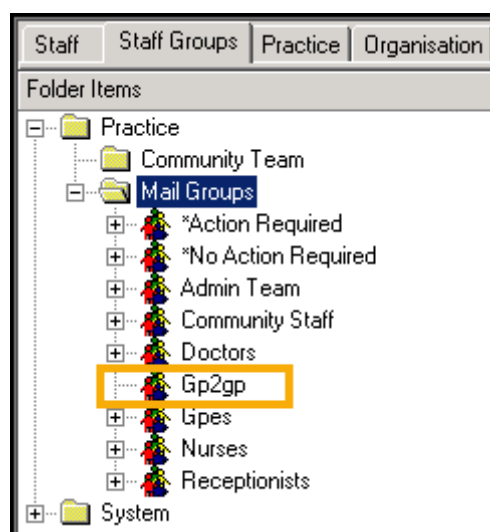 Staff Staff Groups Practice Organisation
Folder Items
Practice
Community Team
Mail Groups
*Action Required
*No Action Required
Admin Team
Community Staff
Doctors
Gp2gp
Gpes
Nurses
Receptionists
System